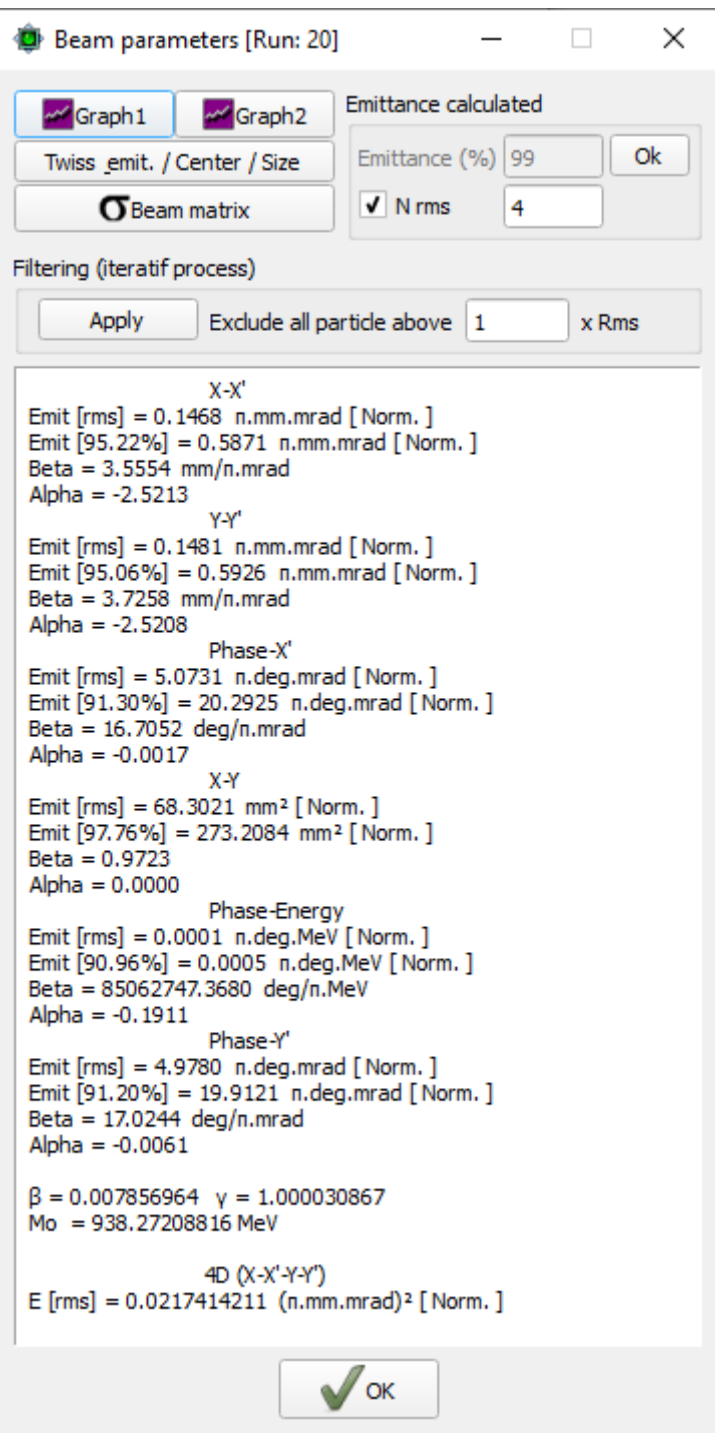 Beam parameters [Run: 20]
Graph1
Graph2
Twiss_emit. / Center / Size
σ Beam matrix
Emittance calculated
Emittance (%) 99 Ok
N rms 4
Filtering (iteratif process)
Apply Exclude all particle above 1 x Rms
X-X'
Emit [rms] = 0.1468 π.mm.mrad [ Norm. ]
Emit [95.22%] = 0.5871 π.mm.mrad [ Norm. ]
Beta = 3.5554 mm/π.mrad
Alpha = -2.5213
Y-Y'
Emit [rms] = 0.1481 π.mm.mrad [ Norm. ]
Emit [95.06%] = 0.5926 π.mm.mrad [ Norm. ]
Beta = 3.7258 mm/π.mrad
Alpha = -2.5208
Phase-X'
Emit [rms] = 5.0731 π.deg.mrad [ Norm. ]
Emit [91.30%] = 20.2925 π.deg.mrad [ Norm. ]
Beta = 16.7052 deg/π.mrad
Alpha = -0.0017
X-Y
Emit [rms] = 68.3021 mm² [ Norm. ]
Emit [97.76%] = 273.2084 mm² [ Norm. ]
Beta = 0.9723
Alpha = 0.0000
Phase-Energy
Emit [rms] = 0.0001 π.deg.MeV [ Norm. ]
Emit [90.96%] = 0.0005 π.deg.MeV [ Norm. ]
Beta = 85062747.3680 deg/π.MeV
Alpha = -0.1911
Phase-Y'
Emit [rms] = 4.9780 π.deg.mrad [ Norm. ]
Emit [91.20%] = 19.9121 π.deg.mrad [ Norm. ]
Beta = 17.0244 deg/π.mrad
Alpha = -0.0061
β = 0.007856964 γ = 1.000030867
Mo = 938.27208816 MeV
4D (X-X'-Y-Y')
E [rms] = 0.0217414211 (π.mm.mrad)² [ Norm. ]
OK